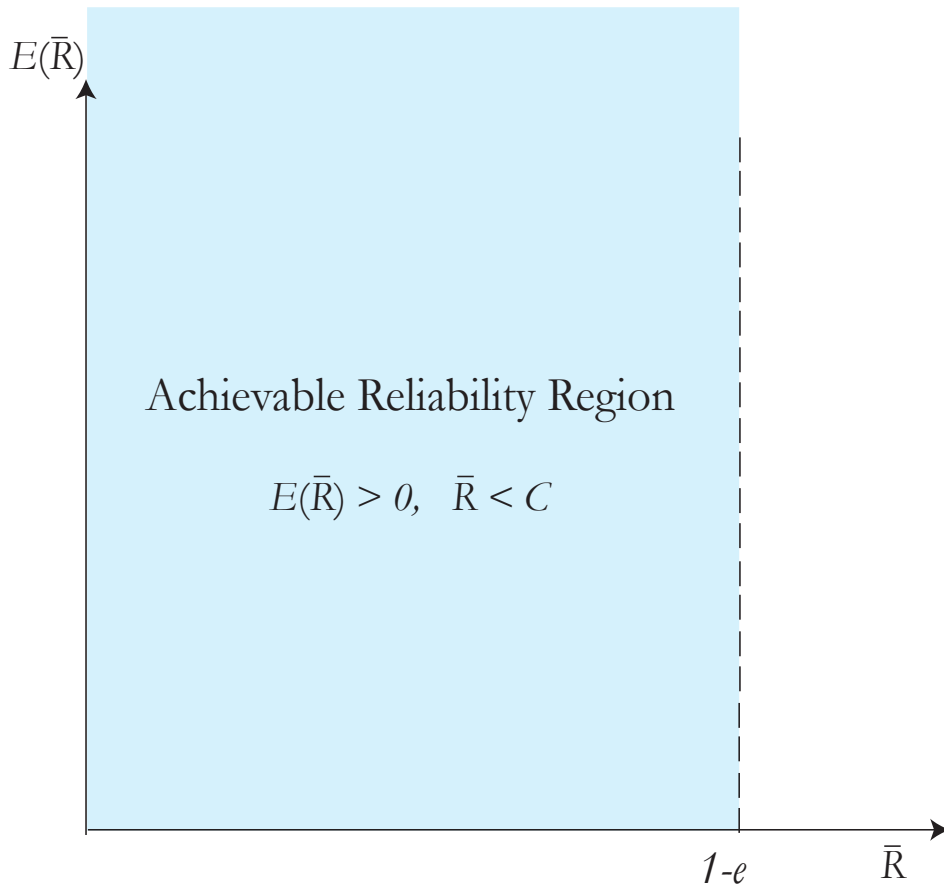 E(R̄)
Achievable Reliability Region
E(R̄) > 0, R̄ < C
1-e
R̄